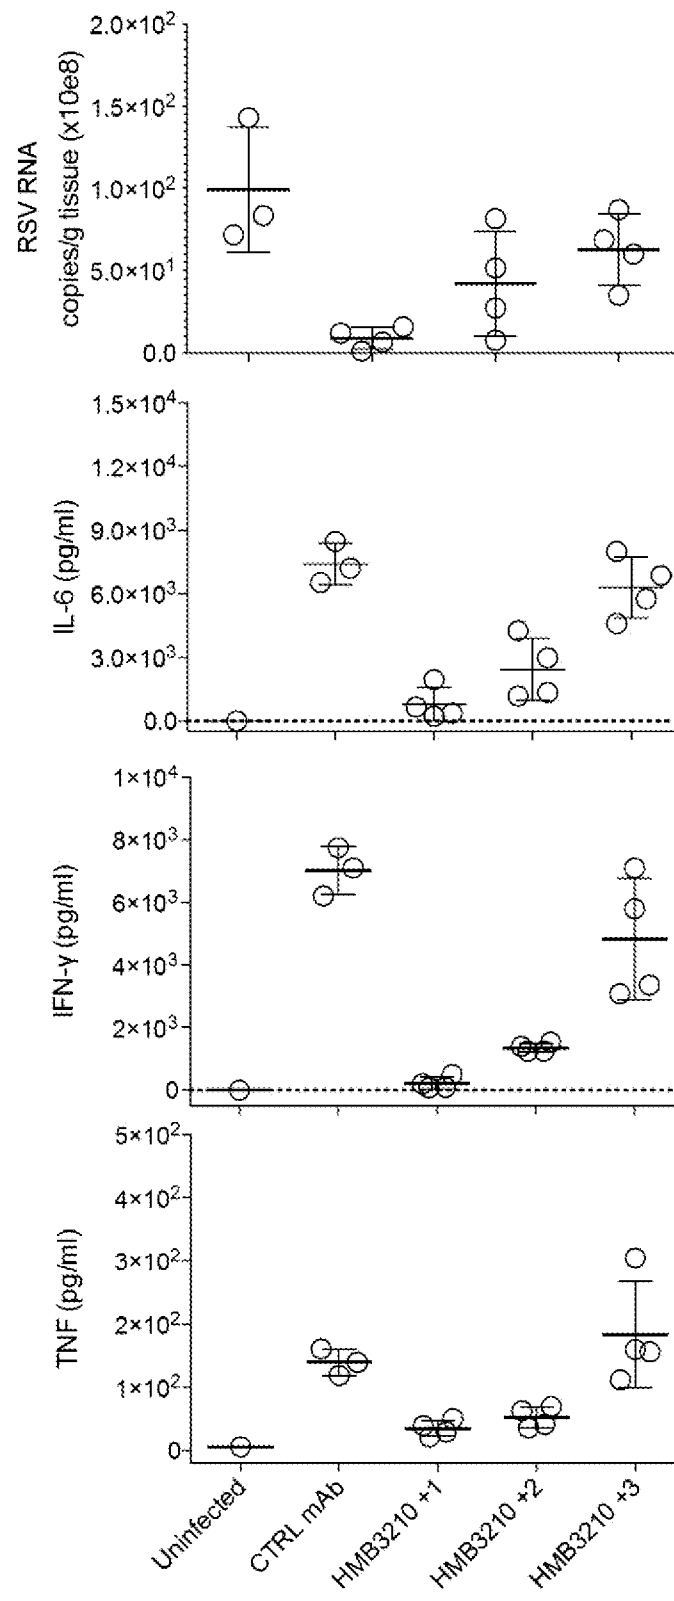 RSV RNA
copies/g tissue (x10e8)
2.0×10²
1.5×10²
1.0×10²
5.0×10¹
0.0
IL-6 (pg/ml)
1.5×10⁴
1.2×10⁴
9.0×10³
6.0×10³
3.0×10³
0.0
IFN-γ (pg/ml)
1×10⁴
8×10³
6×10³
4×10³
2×10³
0
TNF (pg/ml)
5×10²
4×10²
3×10²
2×10²
1×10²
0
Uninfected
CTRL mAb
HMB3210 +1
HMB3210 +2
HMB3210 +3